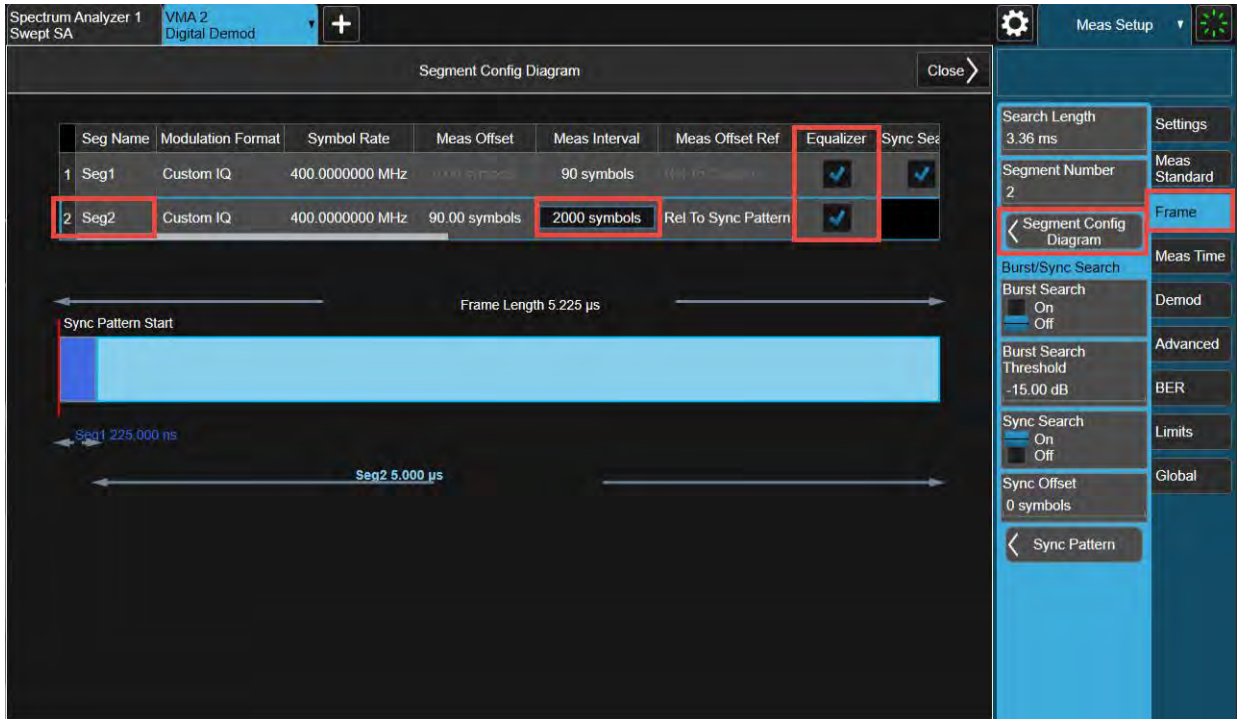 Spectrum Analyzer 1
Swept SA
VMA 2
Digital Demod
+
Meas Setup
Segment Config Diagram
Close
Seg Name Modulation Format Symbol Rate Meas Offset Meas Interval Meas Offset Ref Equalizer Sync Sea
1 Seg1 Custom IQ 400.0000000 MHz 90 symbols
2 Seg2 Custom IQ 400.0000000 MHz 90.00 symbols 2000 symbols Rel To Sync Pattern
Frame Length 5.225 µs
Sync Pattern Start
Seg1 225.000 ns
Seg2 5.000 µs
Search Length
3.36 ms
Segment Number
2
Segment Config
Diagram
Burst/Sync Search
Burst Search
On
Off
Burst Search
Threshold
-15.00 dB
Sync Search
On
Off
Sync Offset
0 symbols
Sync Pattern
Settings
Meas
Standard
Frame
Meas Time
Demod
Advanced
BER
Limits
Global